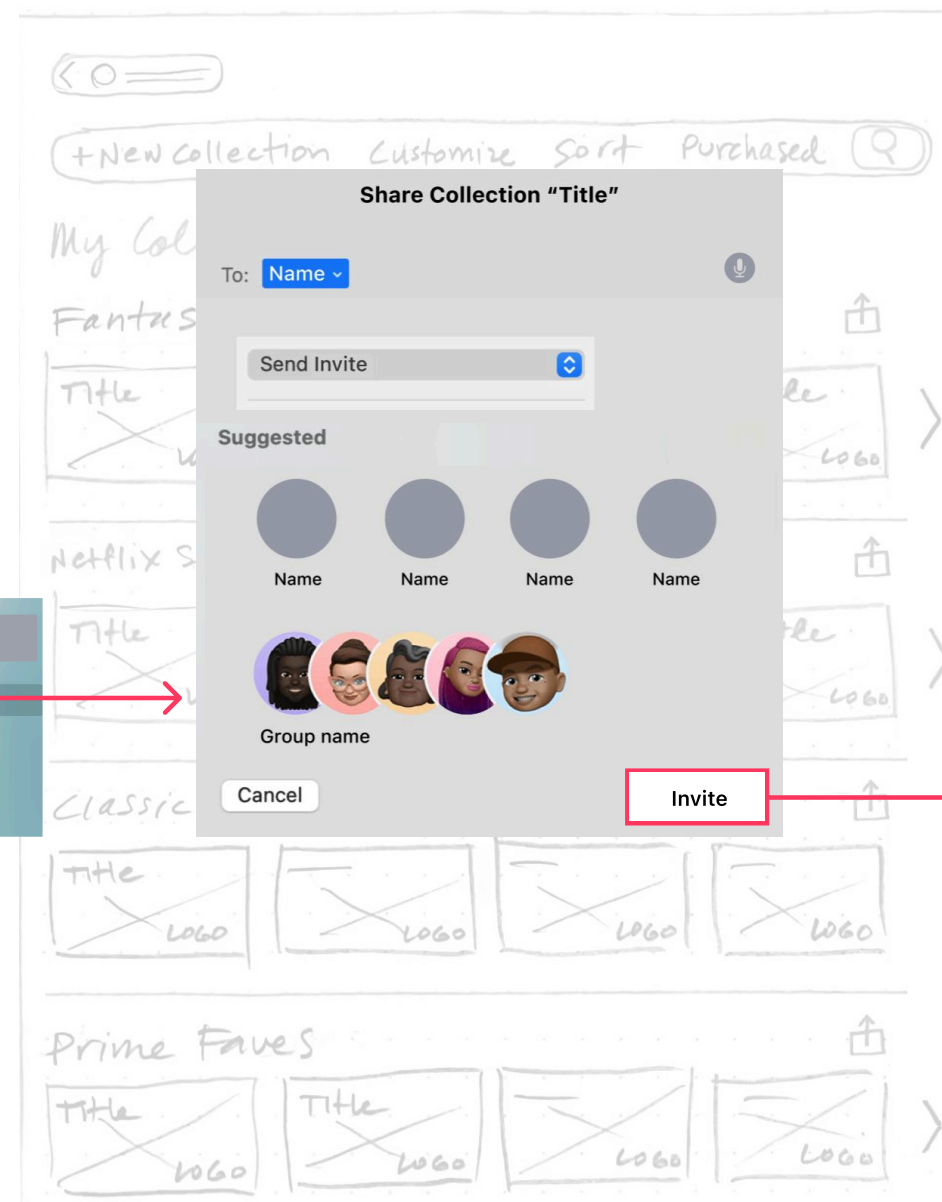 +New Collection Customize Sort Purchased
Share Collection “Title”
My Col
To: Name
Fantas
Send Invite
Title
LOGO
Suggested
Netflix S
Name Name Name Name
Title
LOGO
Group name
Cancel
Invite
Classic
Title
LOGO LOGO LOGO LOGO
Prime Faves
Title Title
LOGO LOGO LOGO LOGO